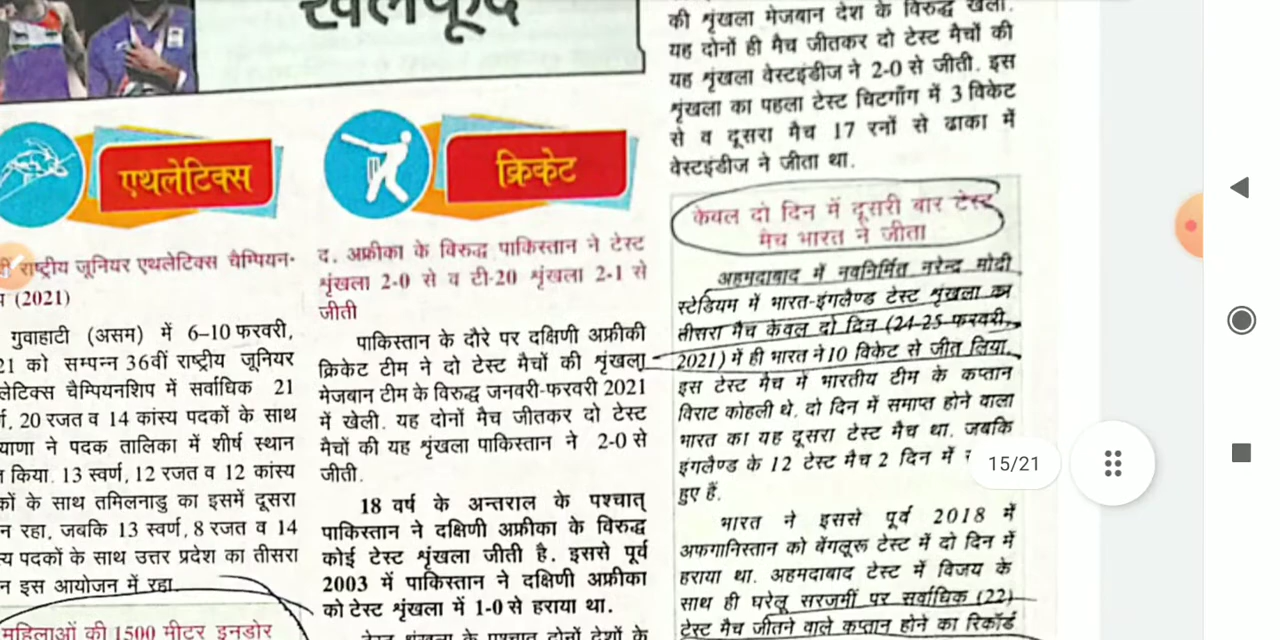 खेलकूद
एथलेटिक्स
राष्ट्रीय जूनियर एथलेटिक्स चैम्पियन-
(2021)
गुवाहाटी (असम) में 6–10 फरवरी,
21 को सम्पन्न 36वीं राष्ट्रीय जूनियर
लेटिक्स चैम्पियनशिप में सर्वाधिक 21
20 रजत व 14 कांस्य पदकों के साथ
याणा ने पदक तालिका में शीर्ष स्थान
किया. 13 स्वर्ण, 12 रजत व 12 कांस्य
कों के साथ तमिलनाडु का इसमें दूसरा
न रहा, जबकि 13 स्वर्ण, 8 रजत व 14
स्य पदकों के साथ उत्तर प्रदेश का तीसरा
न इस आयोजन में रहा.
महिलाओं की 1500 मीटर इनडोर
क्रिकेट
द. अफ्रीका के विरुद्ध पाकिस्तान ने टेस्ट
शृंखला 2-0 से व टी-20 शृंखला 2-1 से
जीती
पाकिस्तान के दौरे पर दक्षिणी अफ्रीकी
क्रिकेट टीम ने दो टेस्ट मैचों की शृंखला
मेजबान टीम के विरुद्ध जनवरी-फरवरी 2021
में खेली. यह दोनों मैच जीतकर दो टेस्ट
मैचों की यह शृंखला पाकिस्तान ने 2-0 से
जीती.
18 वर्ष के अन्तराल के पश्चात्
पाकिस्तान ने दक्षिणी अफ्रीका के विरुद्ध
कोई टेस्ट शृंखला जीती है. इससे पूर्व
2003 में पाकिस्तान ने दक्षिणी अफ्रीका
को टेस्ट शृंखला में 1-0 से हराया था.
टेस्ट शृंखला के पश्चात् दोनों देशों के
की शृंखला मेजबान देश के विरुद्ध खेली.
यह दोनों ही मैच जीतकर दो टेस्ट मैचों की
यह शृंखला वेस्टइंडीज ने 2-0 से जीती. इस
शृंखला का पहला टेस्ट चिटगाँग में 3 विकेट
से व दूसरा मैच 17 रनों से ढाका में
वेस्टइंडीज ने जीता था.
केवल दो दिन में दूसरी बार टेस्ट
मैच भारत ने जीता
अहमदाबाद में नवनिर्मित नरेन्द्र मोदी
स्टेडियम में भारत-इंगलैण्ड टेस्ट शृंखला का
तीसरा मैच केवल दो दिन (24-25 फरवरी,
2021) में ही भारत ने 10 विकेट से जीत लिया.
इस टेस्ट मैच में भारतीय टीम के कप्तान
विराट कोहली थे. दो दिन में समाप्त होने वाला
भारत का यह दूसरा टेस्ट मैच था. जबकि
इंगलैण्ड के 12 टेस्ट मैच 2 दिन में
हुए हैं.
भारत ने इससे पूर्व 2018 में
अफगानिस्तान को बेंगलूरू टेस्ट में दो दिन में
हराया था. अहमदाबाद टेस्ट में विजय के
साथ ही घरेलू सरजमीं पर सर्वाधिक (22)
टेस्ट मैच जीतने वाले कप्तान होने का रिकॉर्ड
15/21